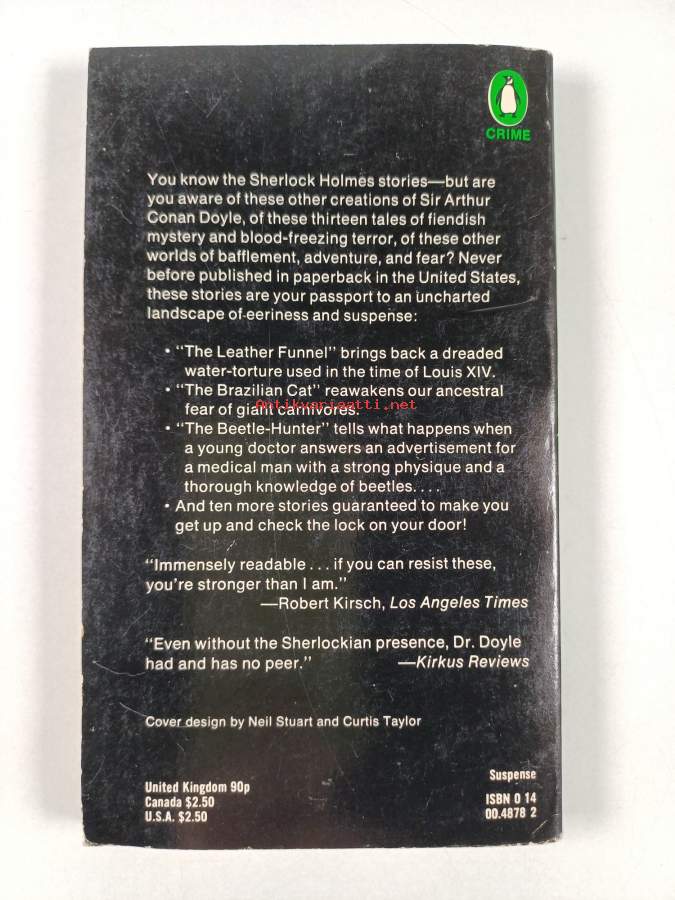 CRIME
You know the Sherlock Holmes stories—but are
you aware of these other creations of Sir Arthur
Conan Doyle, of these thirteen tales of fiendish
mystery and blood-freezing terror, of these other
worlds of bafflement, adventure, and fear? Never
before published in paperback in the United States,
these stories are your passport to an uncharted
landscape of eeriness and suspense:
• "The Leather Funnel" brings back a dreaded
water-torture used in the time of Louis XIV.
• "The Brazilian Cat" reawakens our ancestral
fear of giant carnivores.
Antikvariaatti.net
• "The Beetle-Hunter" tells what happens when
a young doctor answers an advertisement for
a medical man with a strong physique and a
thorough knowledge of beetles....
• And ten more stories guaranteed to make you
get up and check the lock on your door!
"Immensely readable ... if you can resist these,
you're stronger than I am."
—Robert Kirsch, Los Angeles Times
"Even without the Sherlockian presence, Dr. Doyle
had and has no peer." —Kirkus Reviews
Cover design by Neil Stuart and Curtis Taylor
United Kingdom 90p
Canada $2.50
U.S.A. $2.50
Suspense
ISBN 0 14
00.4878 2